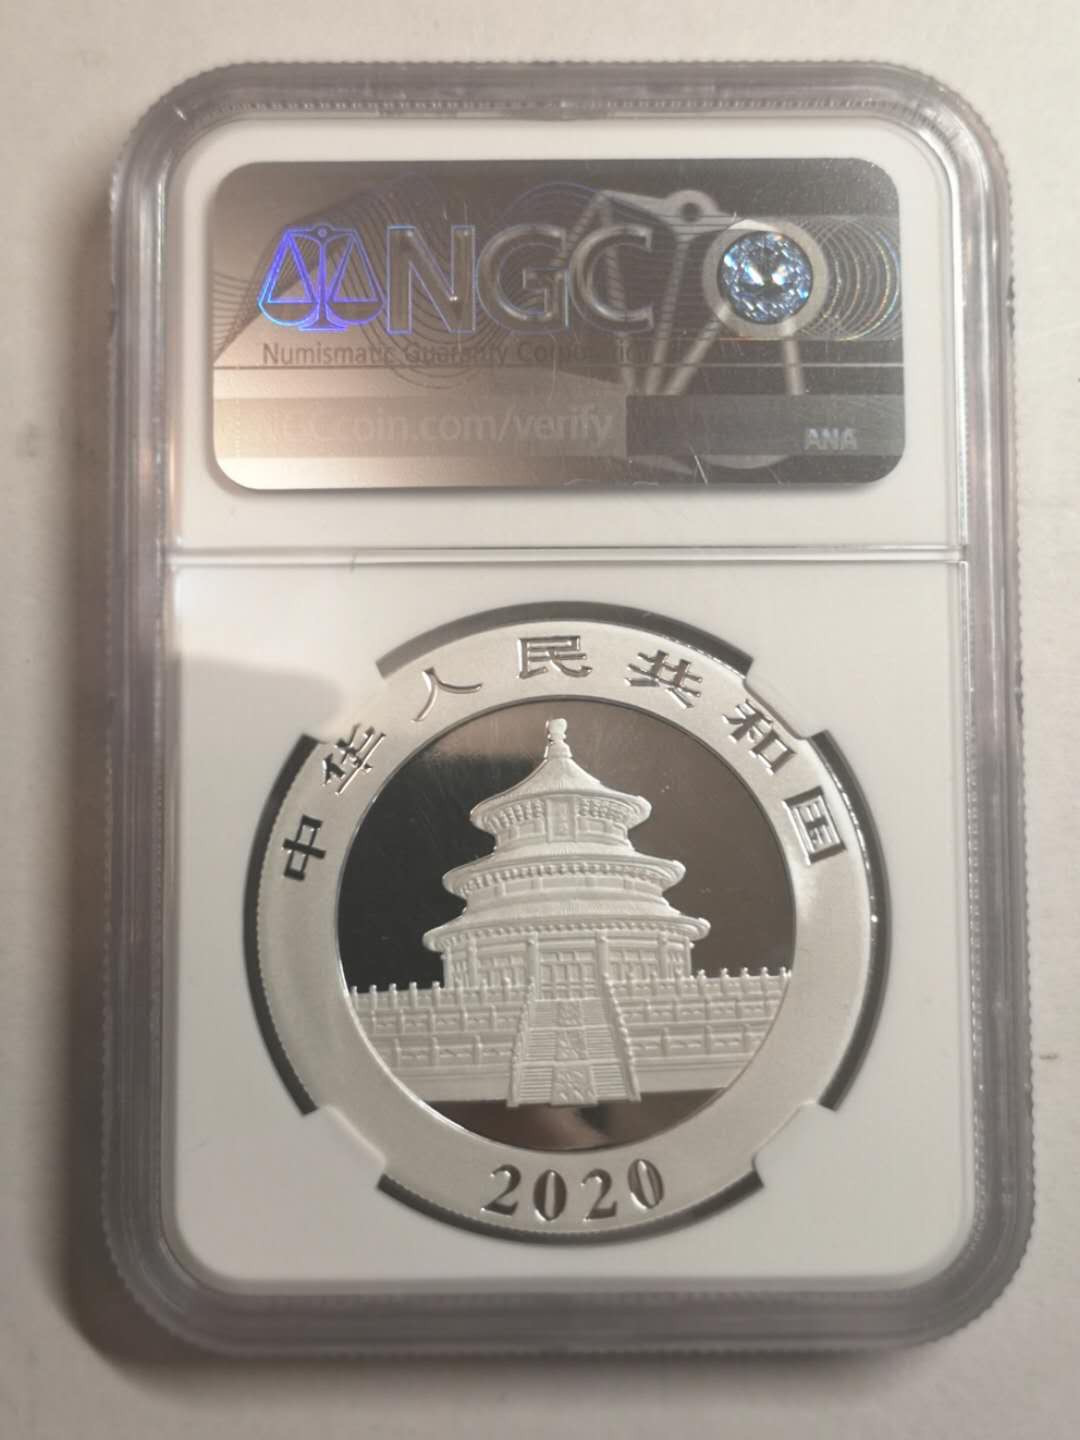 NGC
Numismatic Guaranty Corporation
NGCcoin.com/verify
ANA
中华人民共和国
2020